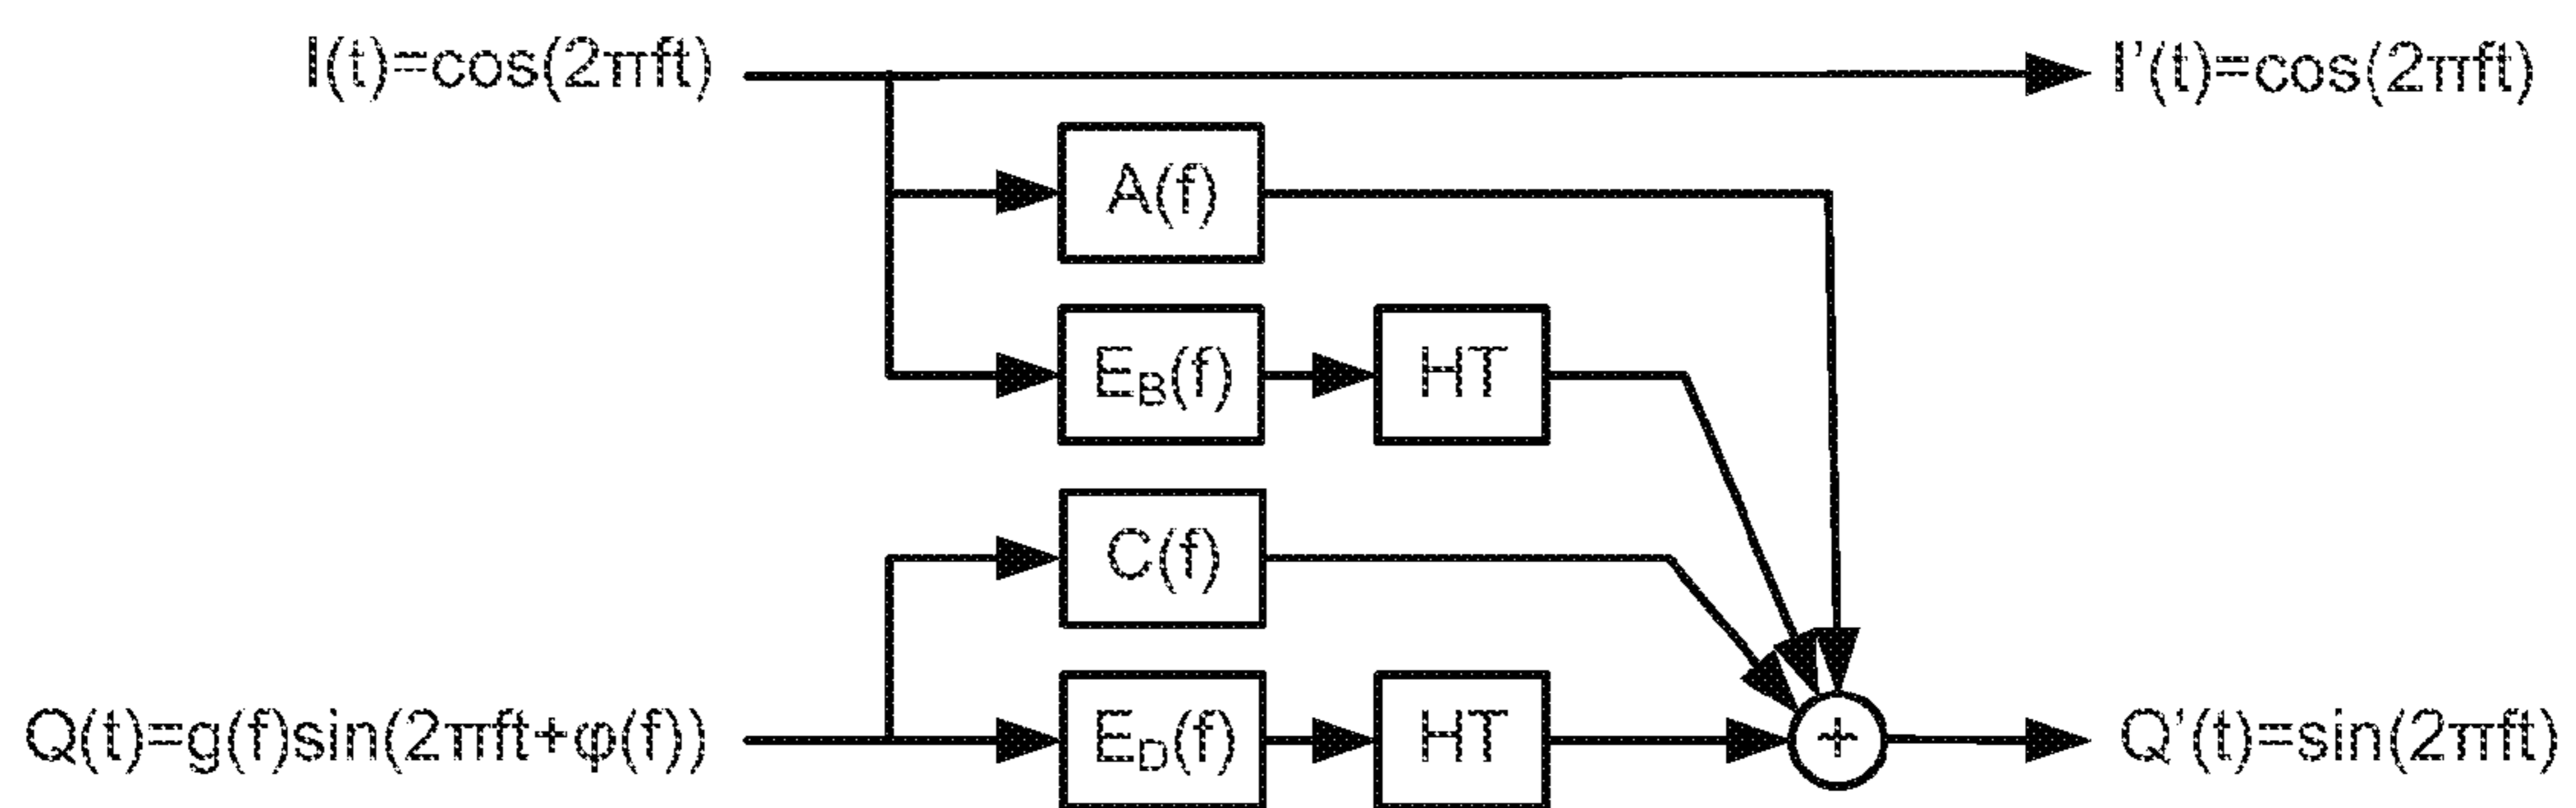 I(t)=cos(2πft)
I’(t)=cos(2πft)
A(f)
E_B(f)
HT
C(f)
Q(t)=g(f)sin(2πft+φ(f))
E_D(f)
HT
+
Q’(t)=sin(2πft)